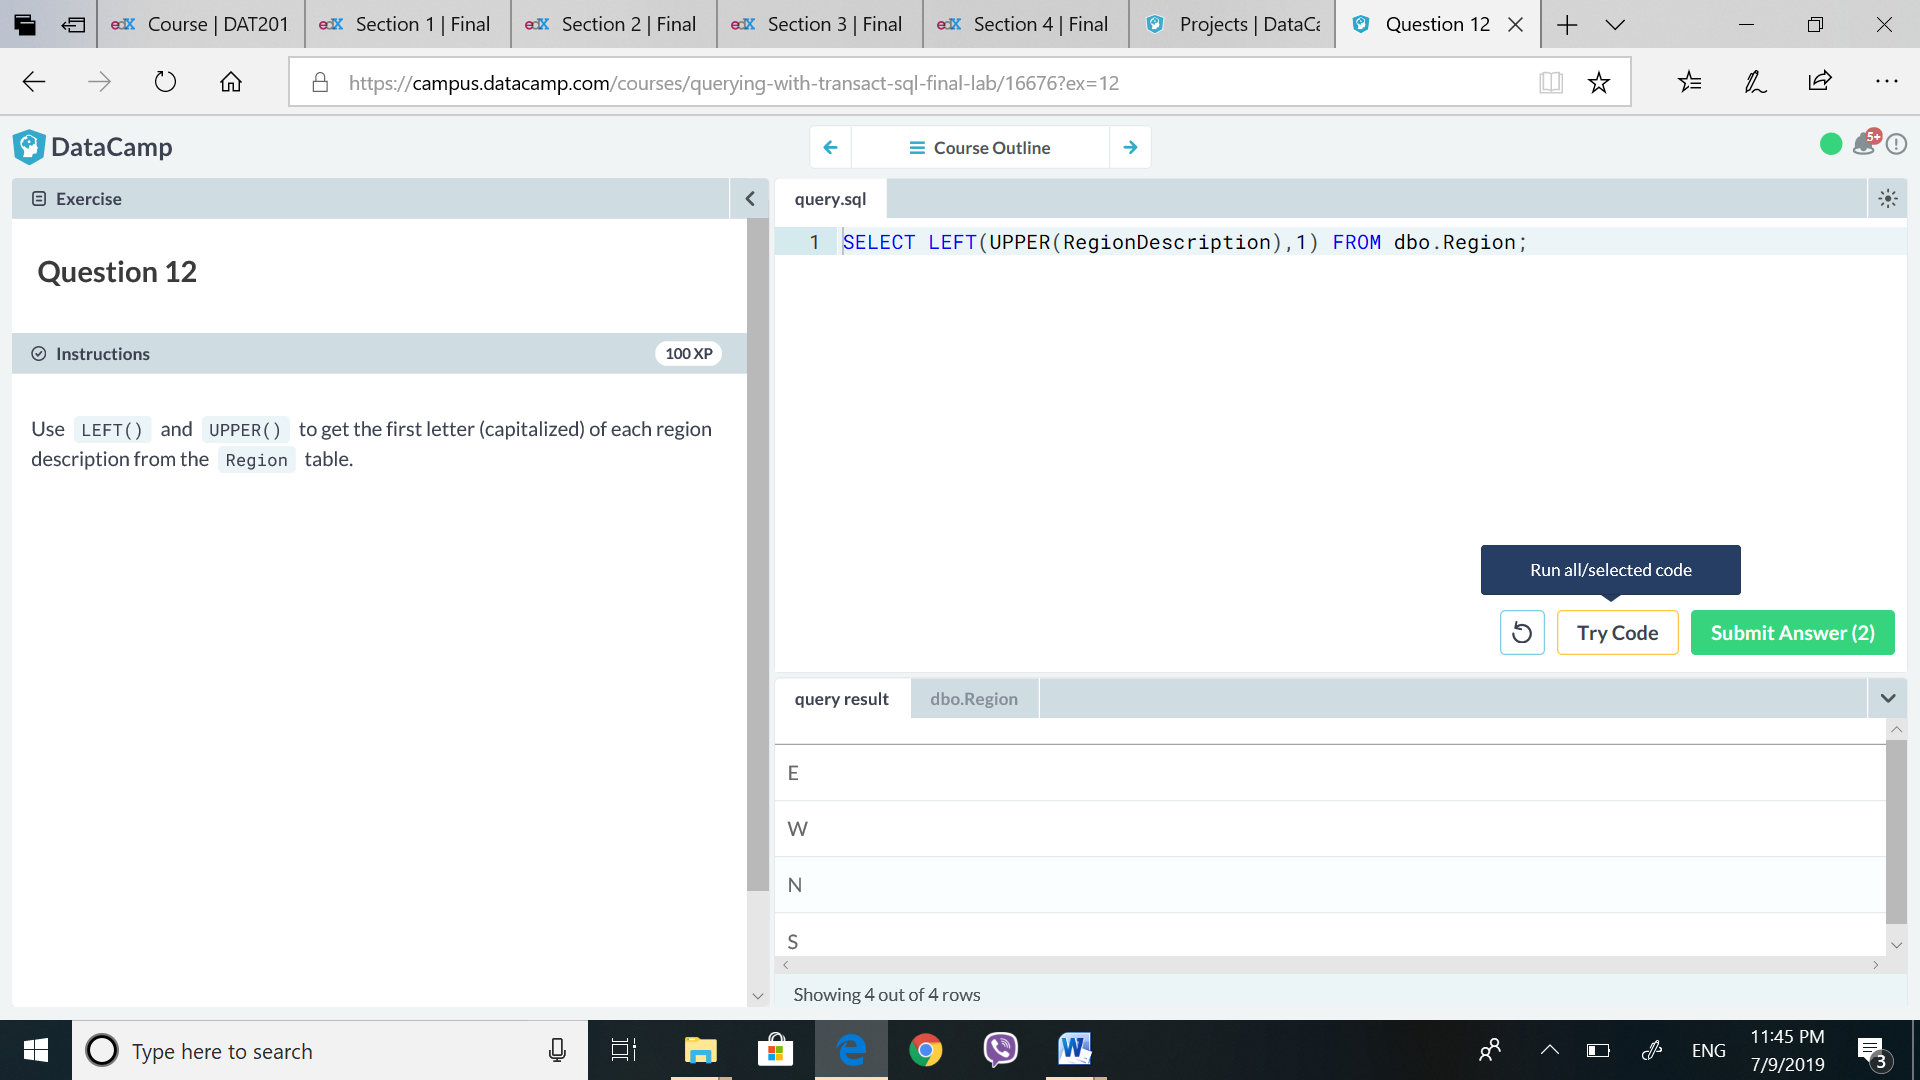 Course | DAT201
Section 1 | Final
Section 2 | Final
Section 3 | Final
Section 4 | Final
Projects | DataCa
Question 12
https://campus.datacamp.com/courses/querying-with-transact-sql-final-lab/16676?ex=12
DataCamp
Course Outline
5+
Exercise
Question 12
Instructions
100 XP
Use LEFT() and UPPER() to get the first letter (capitalized) of each region
description from the Region table.
query.sql
1 SELECT LEFT(UPPER(RegionDescription),1) FROM dbo.Region;
Run all/selected code
Try Code
Submit Answer (2)
query result
dbo.Region
E
W
N
S
Showing 4 out of 4 rows
Type here to search
ENG
11:45 PM
7/9/2019
3